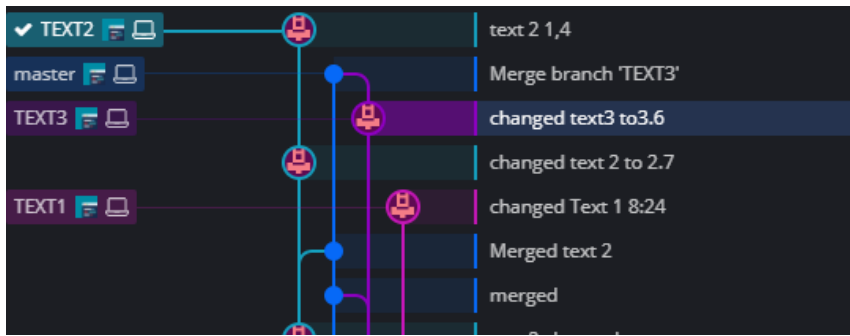 TEXT2 text 2 1,4
master Merge branch 'TEXT3'
TEXT3 changed text3 to3.6
changed text 2 to 2.7
TEXT1 changed Text 1 8:24
Merged text 2
merged